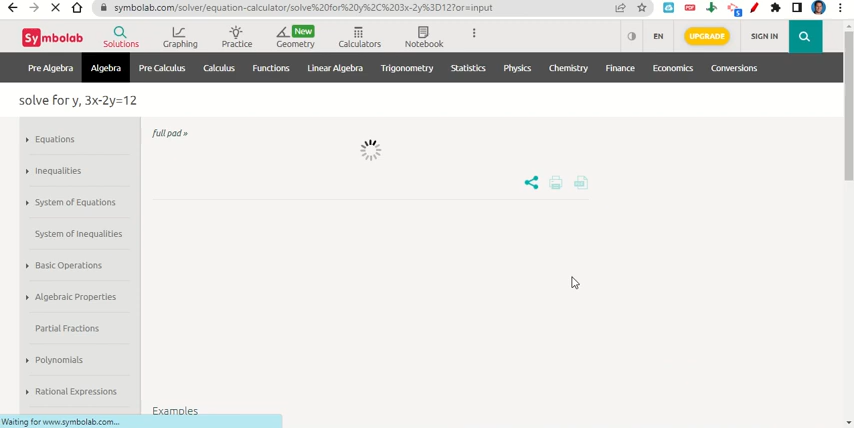 symbolab.com/solver/equation-calculator/solve%20for%20y%2C%203x-2y%3D12?or=input
PDF
5
Symbolab
Solutions
Graphing
Practice
New
Geometry
Calculators
Notebook
EN
UPGRADE
SIGN IN
Pre Algebra
Algebra
Pre Calculus
Calculus
Functions
Linear Algebra
Trigonometry
Statistics
Physics
Chemistry
Finance
Economics
Conversions
solve for y, 3x-2y=12
Equations
Inequalities
System of Equations
System of Inequalities
Basic Operations
Algebraic Properties
Partial Fractions
Polynomials
Rational Expressions
full pad »
Examples
Waiting for www.symbolab.com...